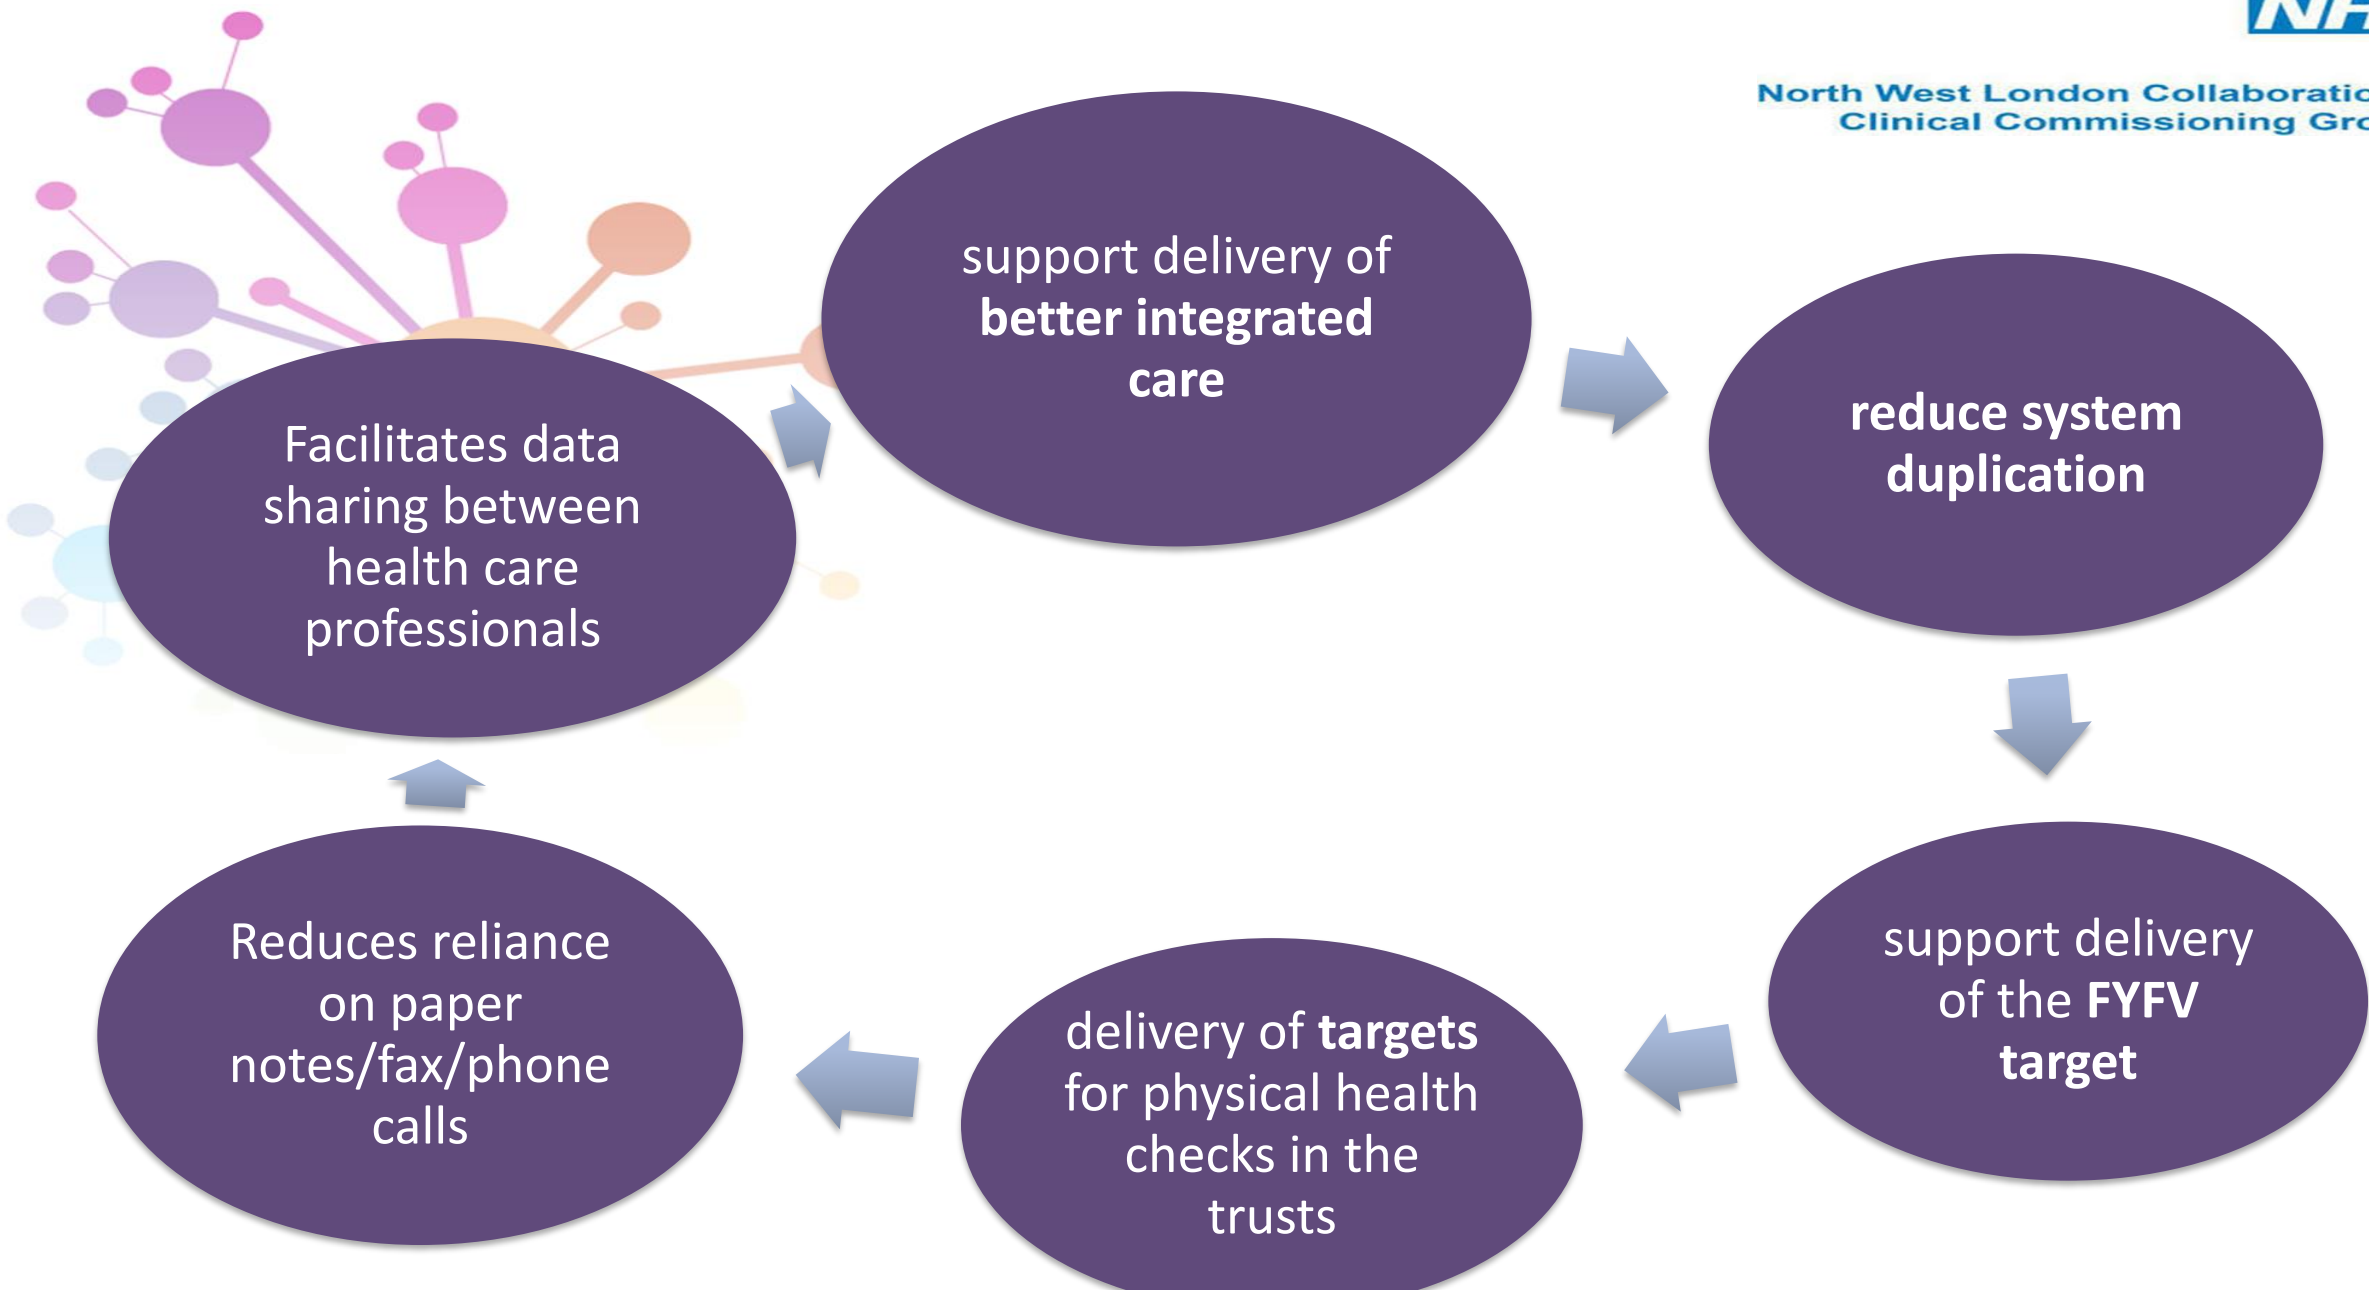 NH
North West London Collaboratio
Clinical Commissioning Gro
support delivery of
better integrated
care
reduce system
duplication
support delivery
of the FYFV
target
delivery of targets
for physical health
checks in the
trusts
Reduces reliance
on paper
notes/fax/phone
calls
Facilitates data
sharing between
health care
professionals